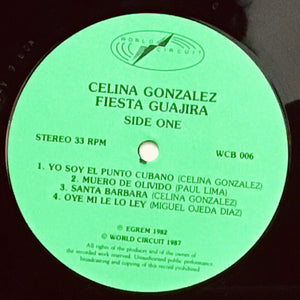 WORLD CIRCUIT
CELINA GONZALEZ
FIESTA GUAJIRA
SIDE ONE
STEREO 33 RPM
WCB 006
1. YO SOY EL PUNTO CUBANO (CELINA GONZALEZ)
2. MUERO DE OLIVIDO (PAUL LIMA)
3. SANTA BARBARA (CELINA GONZALEZ)
4. OYE MI LE LO LEY (MIGUEL OJEDA DIAZ)
℗ EGREM 1982
© WORLD CIRCUIT 1987
All rights of the producers and of the owner of
the recorded work reserved. Unauthorised public performance,
broadcasting and copying of this record prohibited